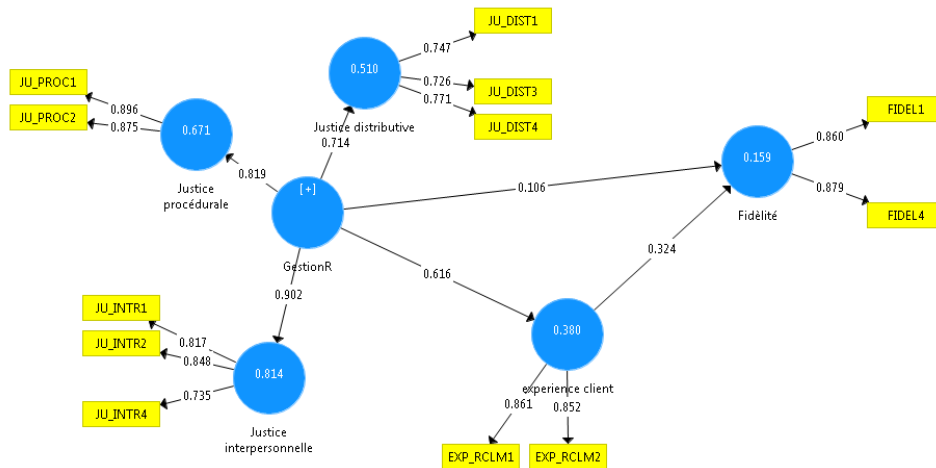 JU_DIST1
0.747
0.510
0.726
JU_DIST3
0.771
JU_DIST4
Justice distributive
0.714
JU_PROC1
0.896
JU_PROC2
0.875
0.671
Justice
procédurale
0.819
[+]
GestionR
0.902
0.106
0.616
FIDEL1
0.860
0.159
0.879
FIDEL4
Fidèlité
0.324
JU_INTR1
0.817
JU_INTR2
0.848
0.735
JU_INTR4
0.814
Justice
interpersonnelle
0.380
experience client
0.861
0.852
EXP_RCLM1
EXP_RCLM2